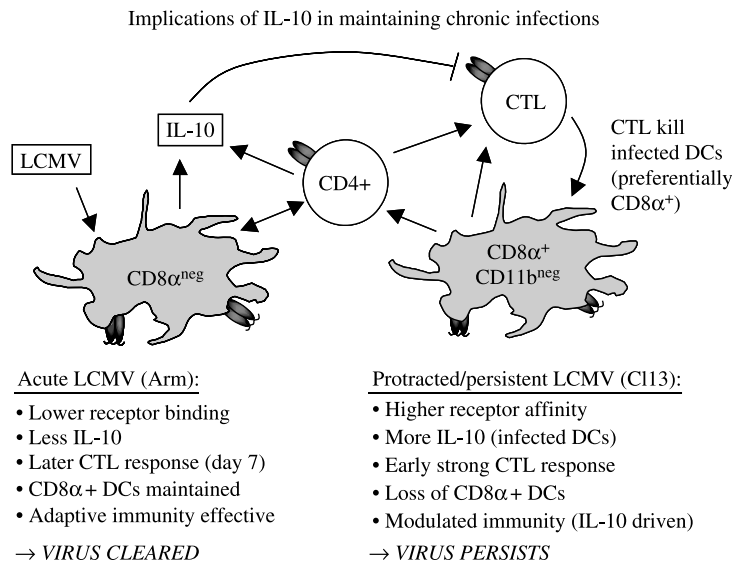 Implications of IL-10 in maintaining chronic infections
CTL
IL-10
CTL kill
infected DCs
(preferentially
CD8α⁺)
LCMV
CD4+
CD8αⁿᵉᵍ
CD8α⁺
CD11bⁿᵉᵍ
Acute LCMV (Arm):
• Lower receptor binding
• Less IL-10
• Later CTL response (day 7)
• CD8α+ DCs maintained
• Adaptive immunity effective
→ VIRUS CLEARED
Protracted/persistent LCMV (Cl13):
• Higher receptor affinity
• More IL-10 (infected DCs)
• Early strong CTL response
• Loss of CD8α+ DCs
• Modulated immunity (IL-10 driven)
→ VIRUS PERSISTS